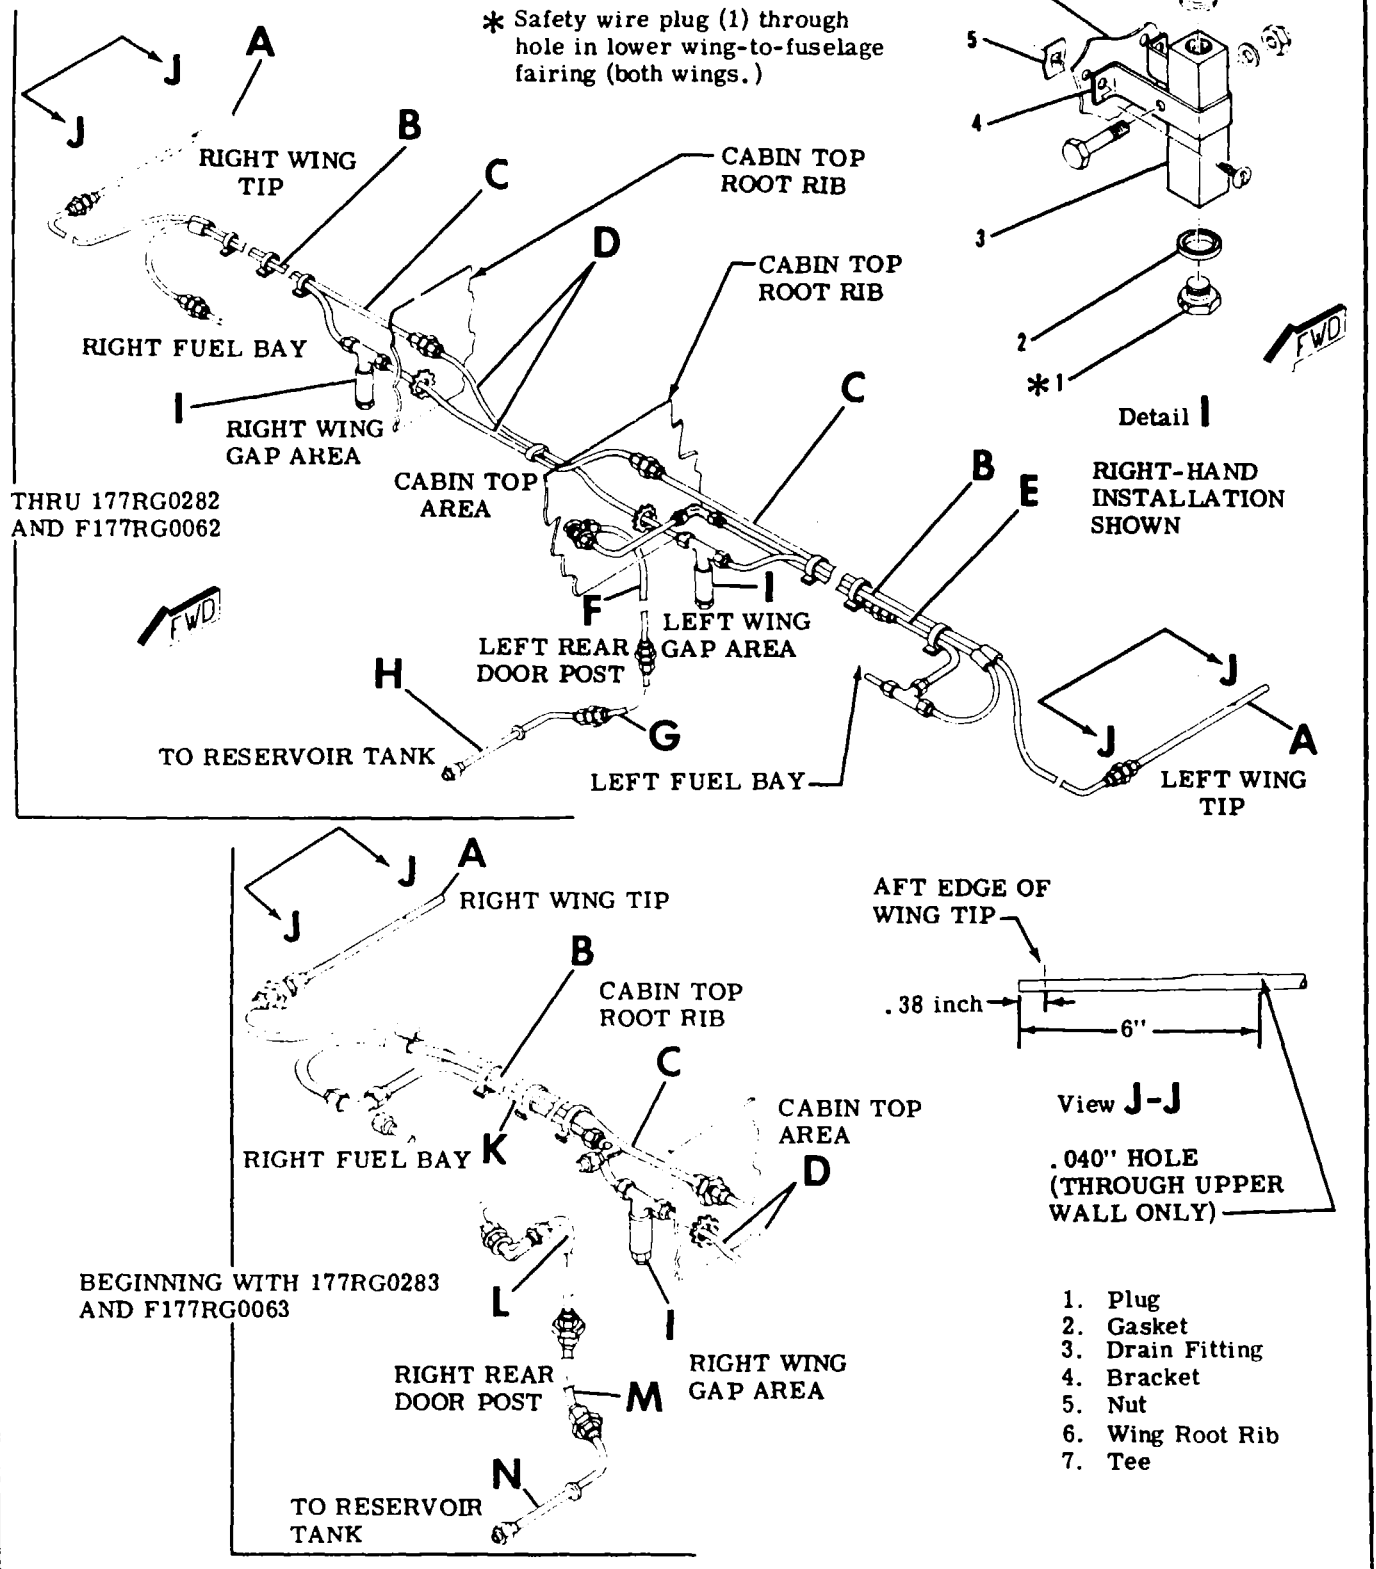 * Safety wire plug (1) through
hole in lower wing-to-fuselage
fairing (both wings.)
5
4
3
2
*1
FWD
Detail I
RIGHT-HAND
INSTALLATION
SHOWN
J
J
A
RIGHT WING
TIP
B
C
CABIN TOP
ROOT RIB
D
CABIN TOP
ROOT RIB
RIGHT FUEL BAY
I
RIGHT WING
GAP AREA
C
CABIN TOP
AREA
B
E
THRU 177RG0282
AND F177RG0062
FWD
F
I
LEFT WING
GAP AREA
LEFT REAR
DOOR POST
H
G
TO RESERVOIR TANK
LEFT FUEL BAY
J
J
A
LEFT WING
TIP
J
J
A
RIGHT WING TIP
B
CABIN TOP
ROOT RIB
C
CABIN TOP
AREA
D
RIGHT FUEL BAY
K
BEGINNING WITH 177RG0283
AND F177RG0063
L
I
RIGHT WING
GAP AREA
RIGHT REAR
DOOR POST
M
N
TO RESERVOIR
TANK
AFT EDGE OF
WING TIP
.38 inch
6"
View J-J
.040" HOLE
(THROUGH UPPER
WALL ONLY)
1. Plug
2. Gasket
3. Drain Fitting
4. Bracket
5. Nut
6. Wing Root Rib
7. Tee